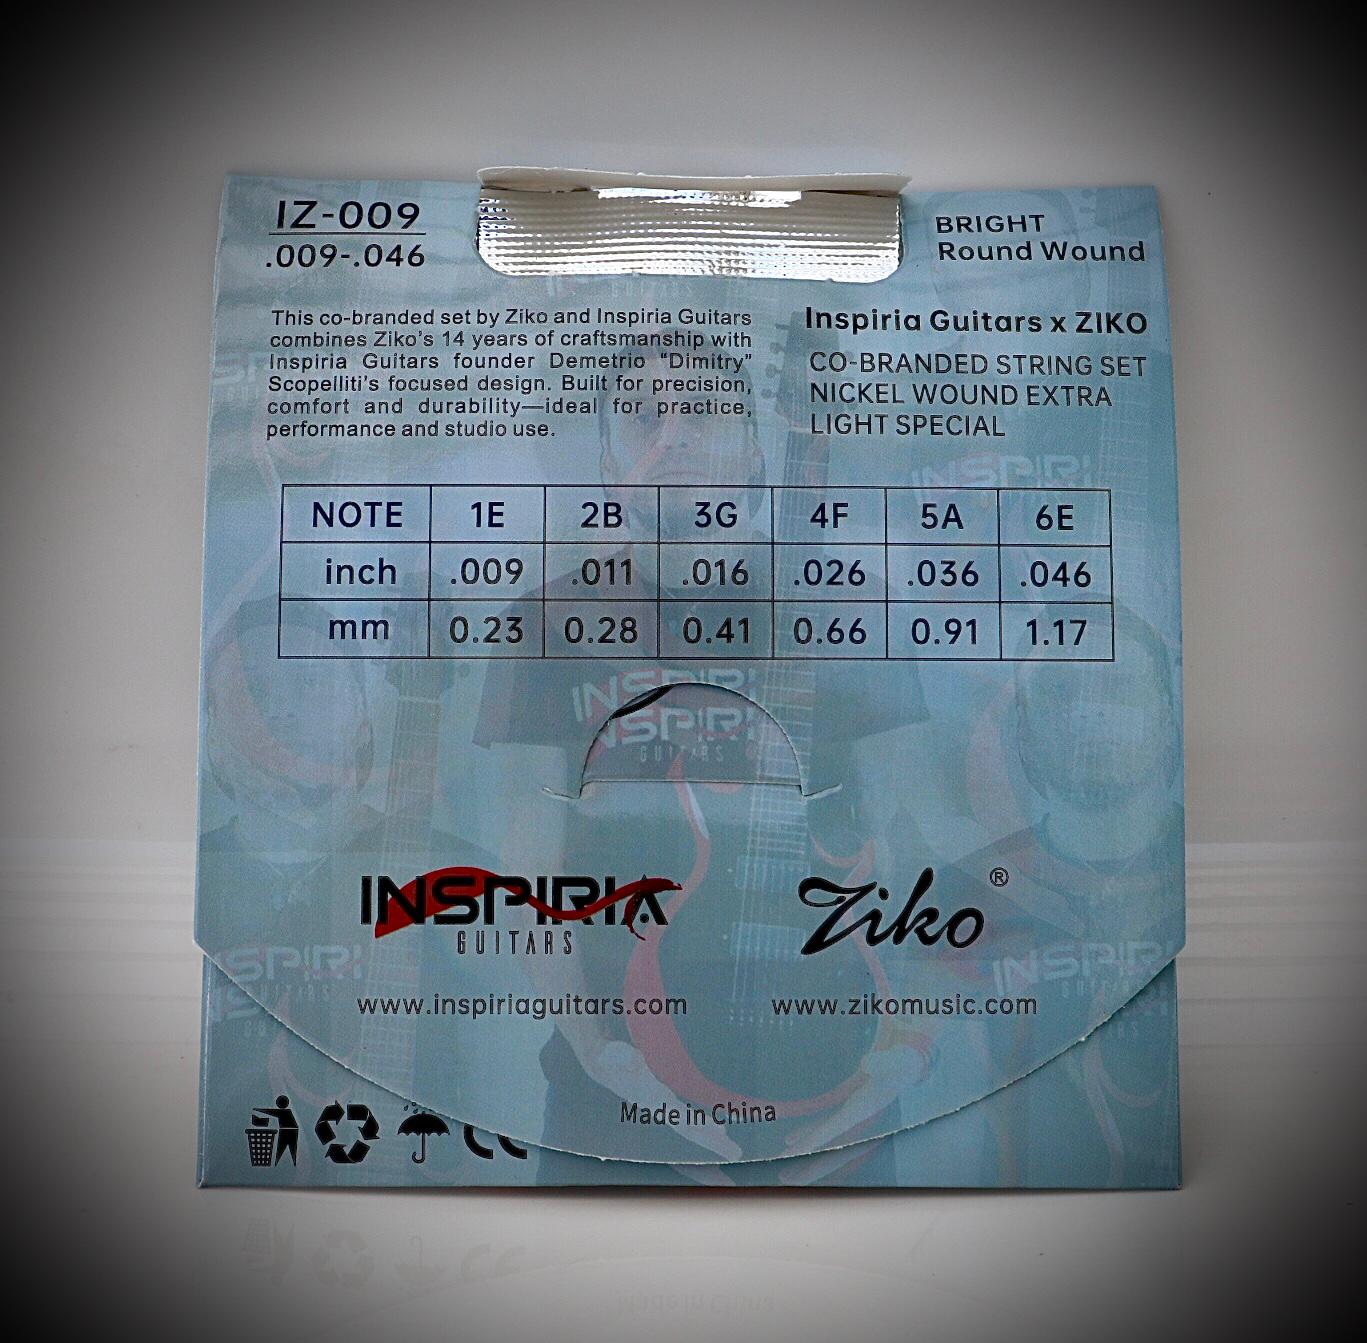 IZ-009
.009-.046
BRIGHT
Round Wound
This co-branded set by Ziko and Inspiria Guitars
combines Ziko's 14 years of craftsmanship with
Inspiria Guitars founder Demetrio “Dimitry”
Scopelliti's focused design. Built for precision,
comfort and durability—ideal for practice,
performance and studio use.
Inspiria Guitars x ZIKO
CO-BRANDED STRING SET
NICKEL WOUND EXTRA
LIGHT SPECIAL
NOTE 1E 2B 3G 4F 5A 6E
inch .009 .011 .016 .026 .036 .046
mm 0.23 0.28 0.41 0.66 0.91 1.17
INSPIRIA
GUITARS
Ziko ®
www.inspiriaguitars.com
www.zikomusic.com
Made in China